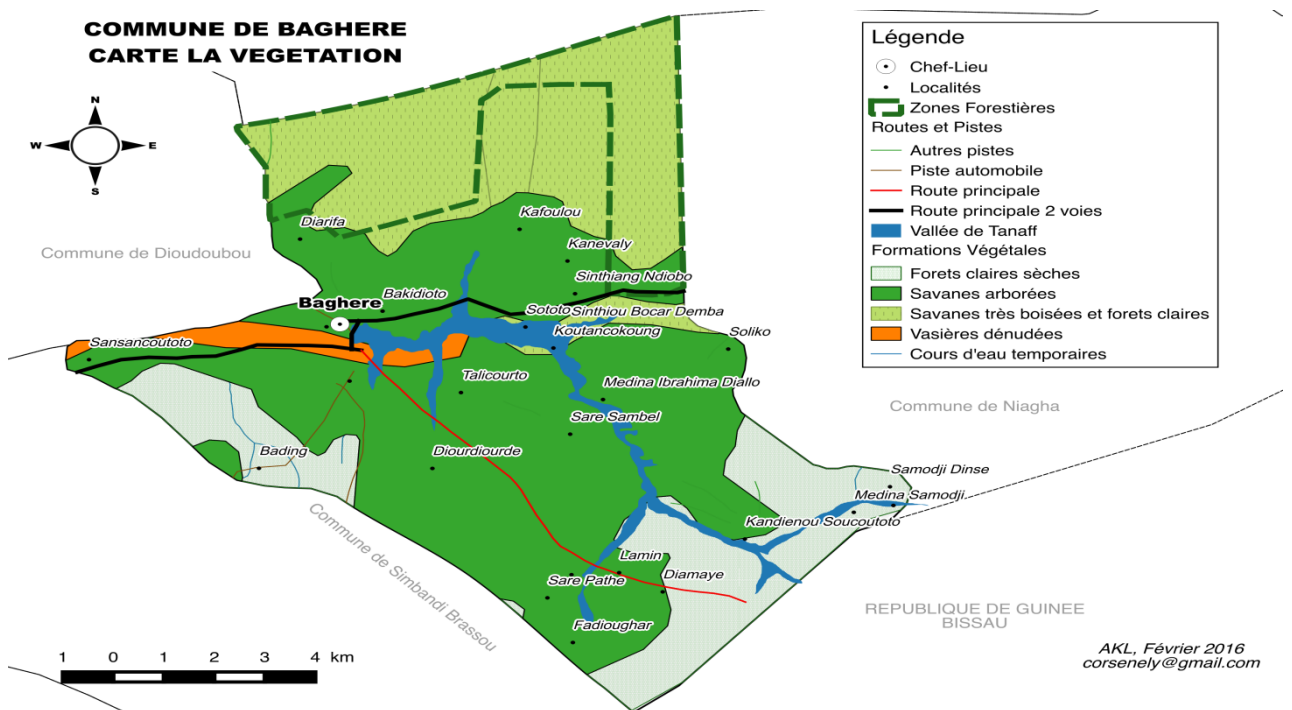 COMMUNE DE BAGHERE
CARTE LA VEGETATION
N
W
E
S
Légende
Chef-Lieu
Localités
Zones Forestières
Routes et Pistes
Autres pistes
Piste automobile
Route principale
Route principale 2 voies
Vallée de Tanaff
Formations Végétales
Forets claires sèches
Savanes arborées
Savanes très boisées et forets claires
Vasières dénudées
Cours d'eau temporaires
Commune de Dioudoubou
Diarifa
Kafoulou
Kanevaly
Sinthiang Ndiobo
Baghere
Bakidioto
Sototo
Sinthiou Bocar Demba
Koutancokoung
Soliko
Sansancoutoto
Talicourto
Medina Ibrahima Diallo
Sare Sambel
Commune de Niagha
Bading
Diourdiourde
Samodji Dinse
Medina Samodji
Kandienou Soucoutoto
Commune de Simbandi Brassou
Lamin
Sare Pathe
Diamaye
Fadioughar
REPUBLIQUE DE GUINEE
BISSAU
1 0 1 2 3 4 km
AKL, Février 2016
corsenely@gmail.com